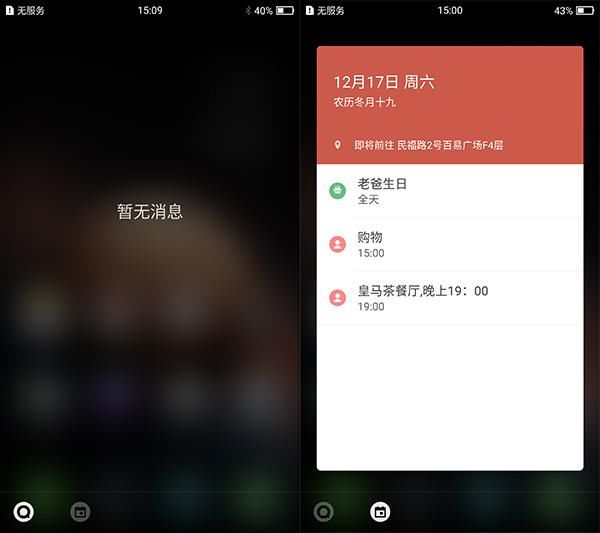 无服务
15:09
40%
暂无消息
无服务
15:00
43%
12月17日 周六
农历冬月十九
即将前往 民福路2号百易广场F4层
老爸生日
全天
购物
15:00
皇马茶餐厅,晚上19：00
19:00